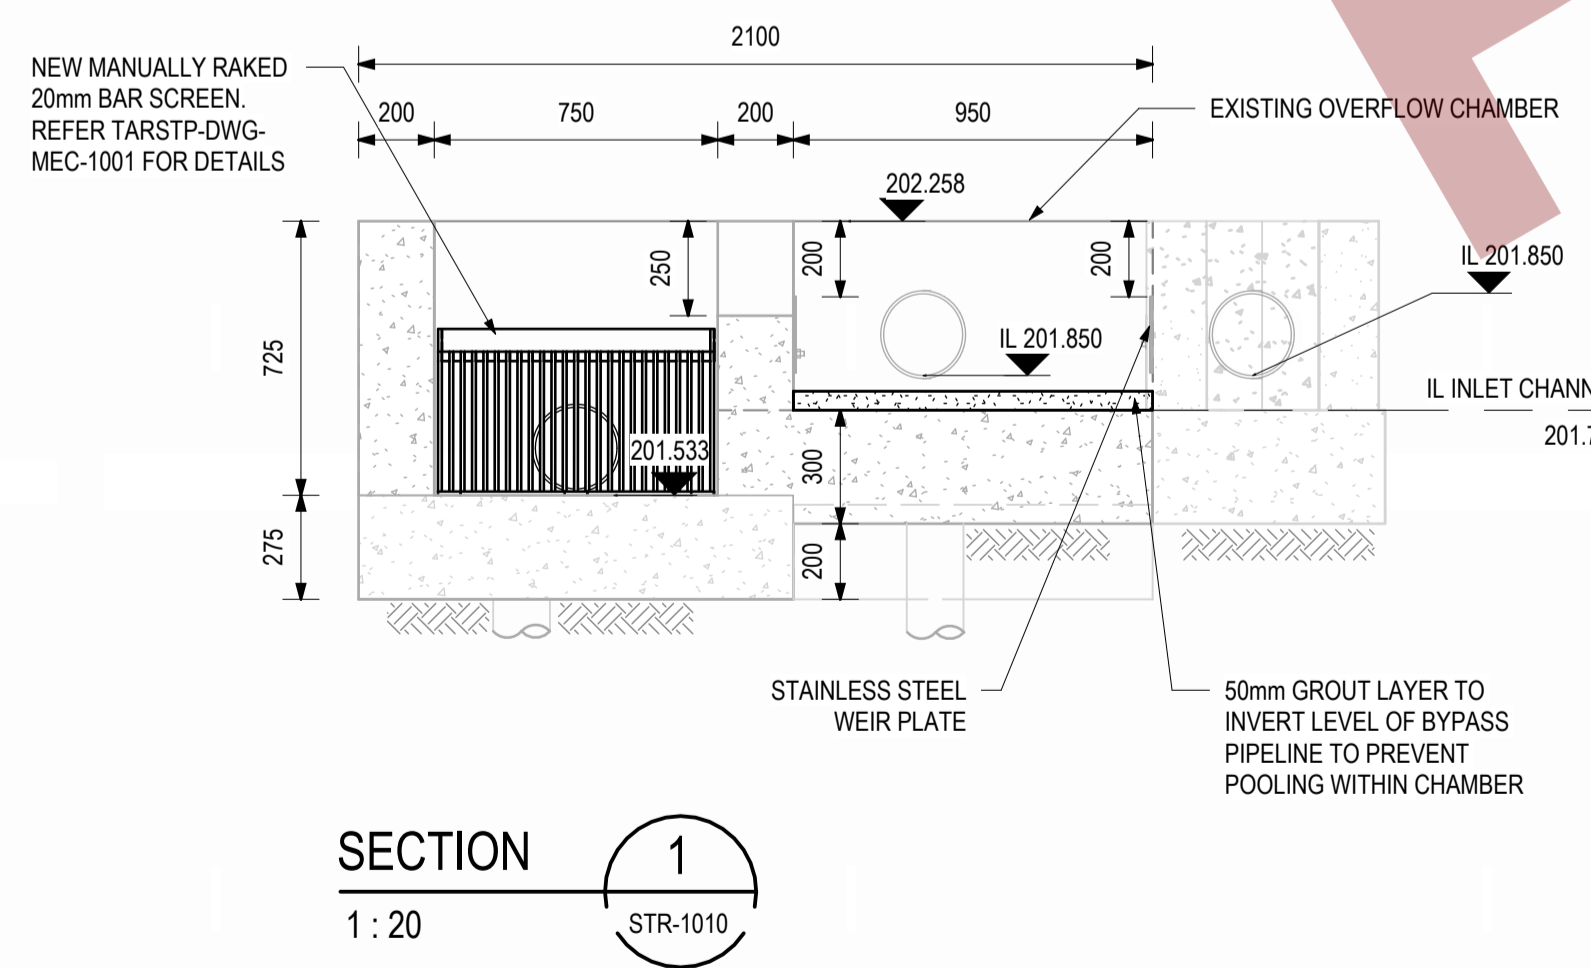 2100
200
750
200
950
NEW MANUALLY RAKED
20mm BAR SCREEN.
REFER TARSTP-DWG-
MEC-1001 FOR DETAILS
EXISTING OVERFLOW CHAMBER
202.258
250
200
200
IL 201.850
IL 201.850
725
IL INLET
201.533
300
275
200
STAINLESS STEEL
WEIR PLATE
50mm GROUT LAYER TO
INVERT LEVEL OF BYPASS
PIPELINE TO PREVENT
POOLING WITHIN CHAMBER
SECTION
1
1 : 20
STR-1010